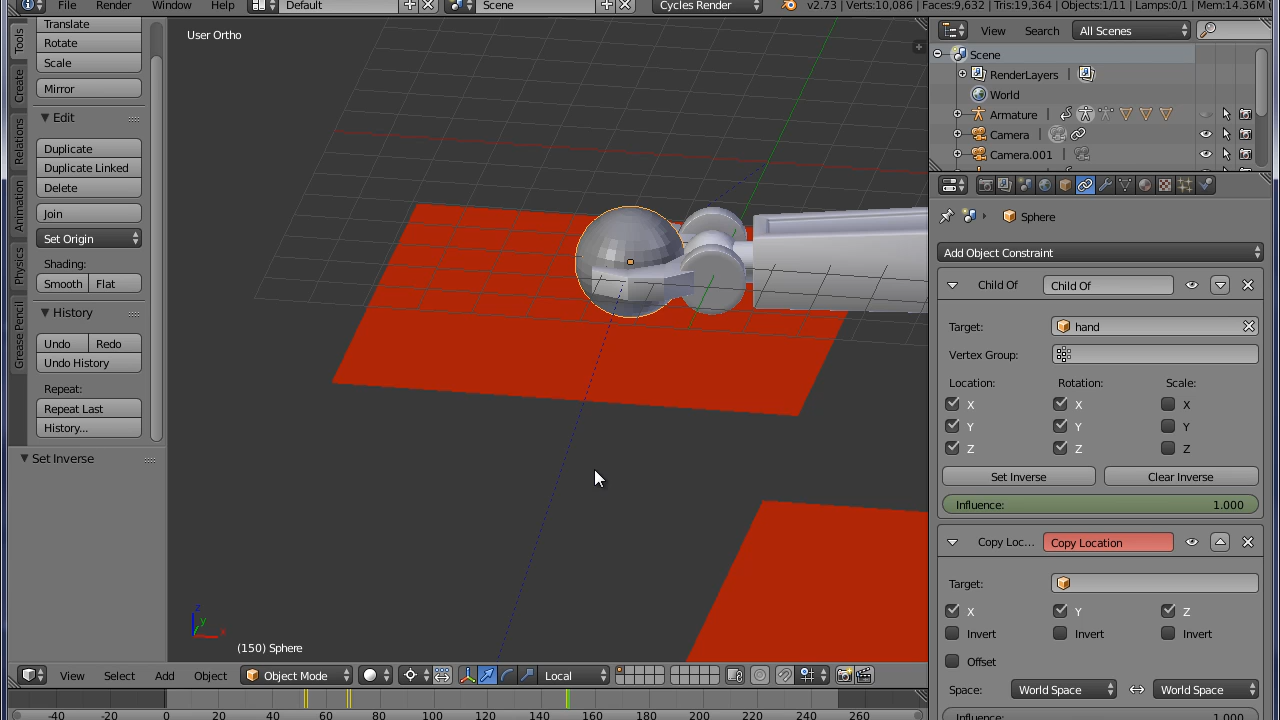 File Render Window Help Default Scene Cycles Render v2.73 | Verts:10,086 | Faces:9,632 | Tris:19,364 | Objects:1/11 | Lamps:0/1 | Mem:14.36M
Tools
Create
Relations
Animation
Physics
Grease Pencil
Translate
Rotate
Scale
Mirror
Edit
Duplicate
Duplicate Linked
Delete
Join
Set Origin
Shading:
Smooth Flat
History
Undo Redo
Undo History
Repeat:
Repeat Last
History...
Set Inverse
User Ortho
z
y
x
(150) Sphere
View Select Add Object Object Mode Local
-40 -20 0 20 40 60 80 100 120 140 160 180 200 220 240 260
View Search All Scenes
Scene
RenderLayers
World
Armature
Camera
Camera.001
Sphere
Add Object Constraint
Child Of Child Of
Target: hand
Vertex Group:
Location: Rotation: Scale:
X X X
Y Y Y
Z Z Z
Set Inverse Clear Inverse
Influence: 1.000
Copy Loc... Copy Location
Target:
X Y Z
Invert Invert Invert
Offset
Space: World Space World Space
Influence: 1.000